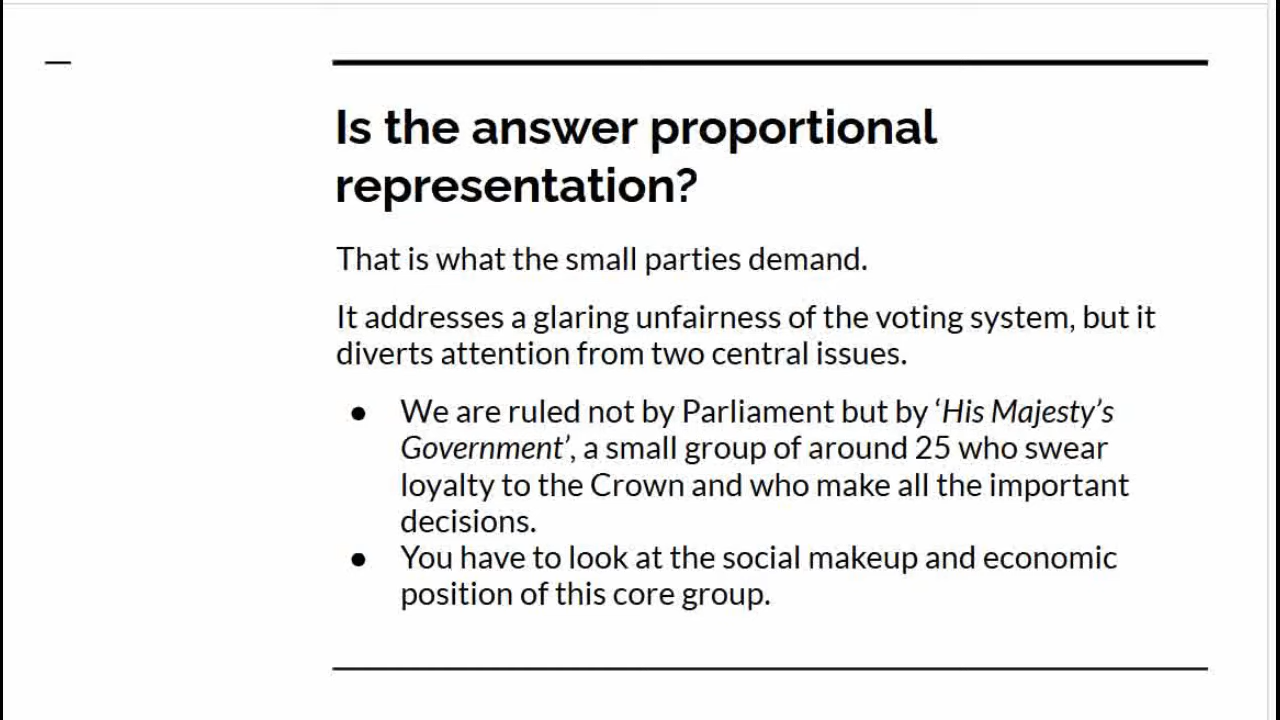 Is the answer proportional
representation?
That is what the small parties demand.
It addresses a glaring unfairness of the voting system, but it
diverts attention from two central issues.
● We are ruled not by Parliament but by ‘His Majesty’s
Government’, a small group of around 25 who swear
loyalty to the Crown and who make all the important
decisions.
● You have to look at the social makeup and economic
position of this core group.